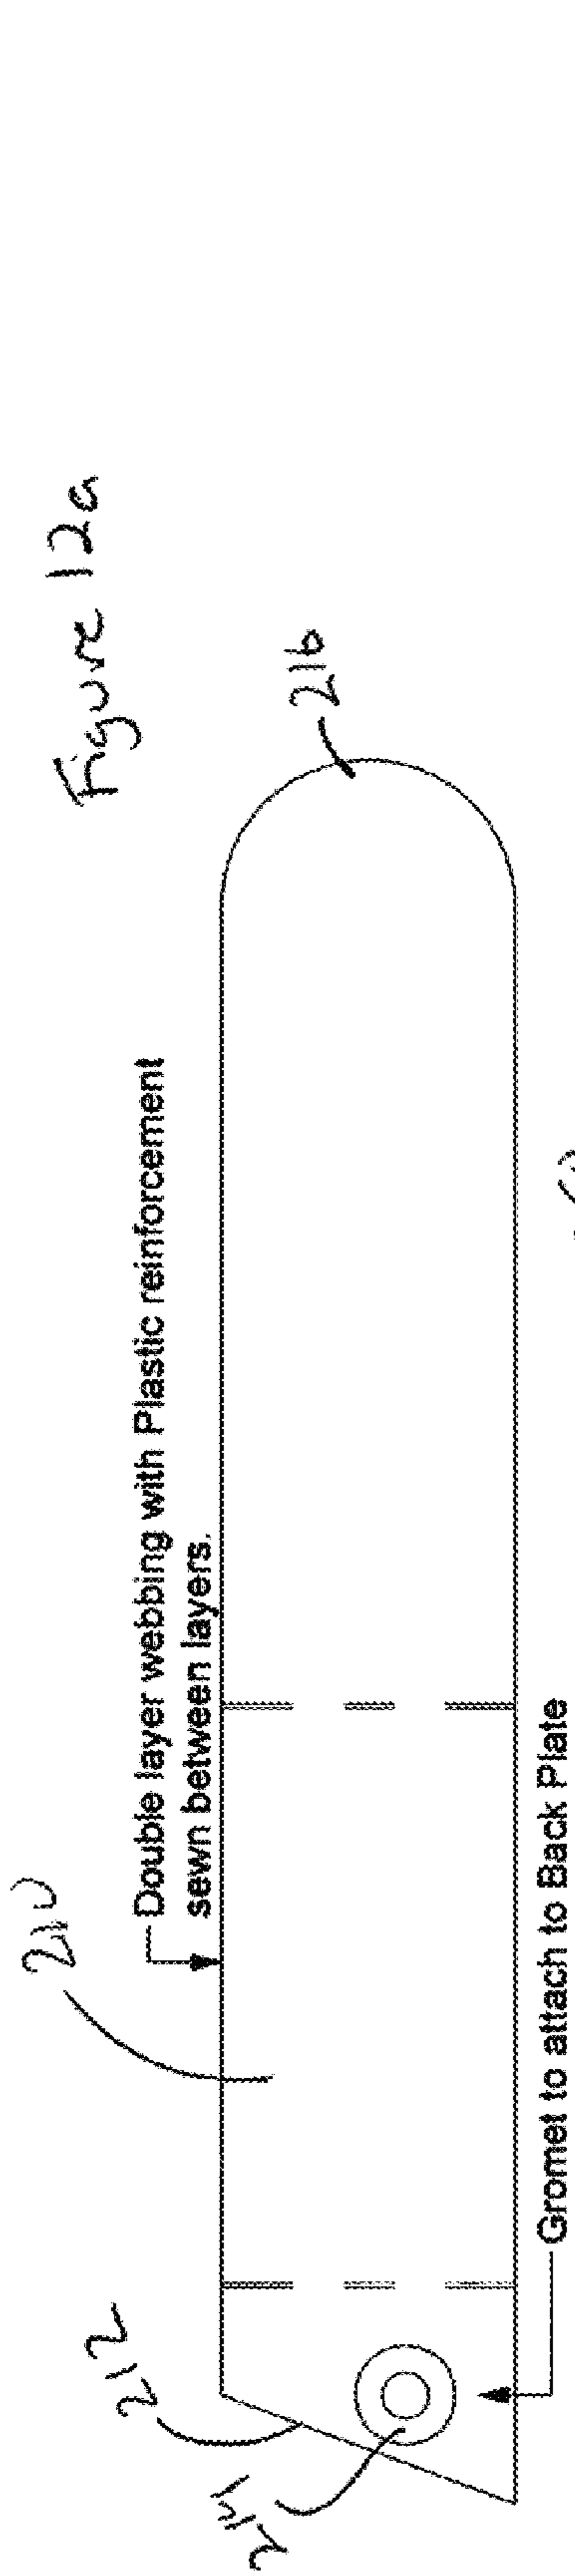 Figure 12a
216
Double layer webbing with Plastic reinforcement
sewn between layers.
210
212
Gromet to attach to Back Plate